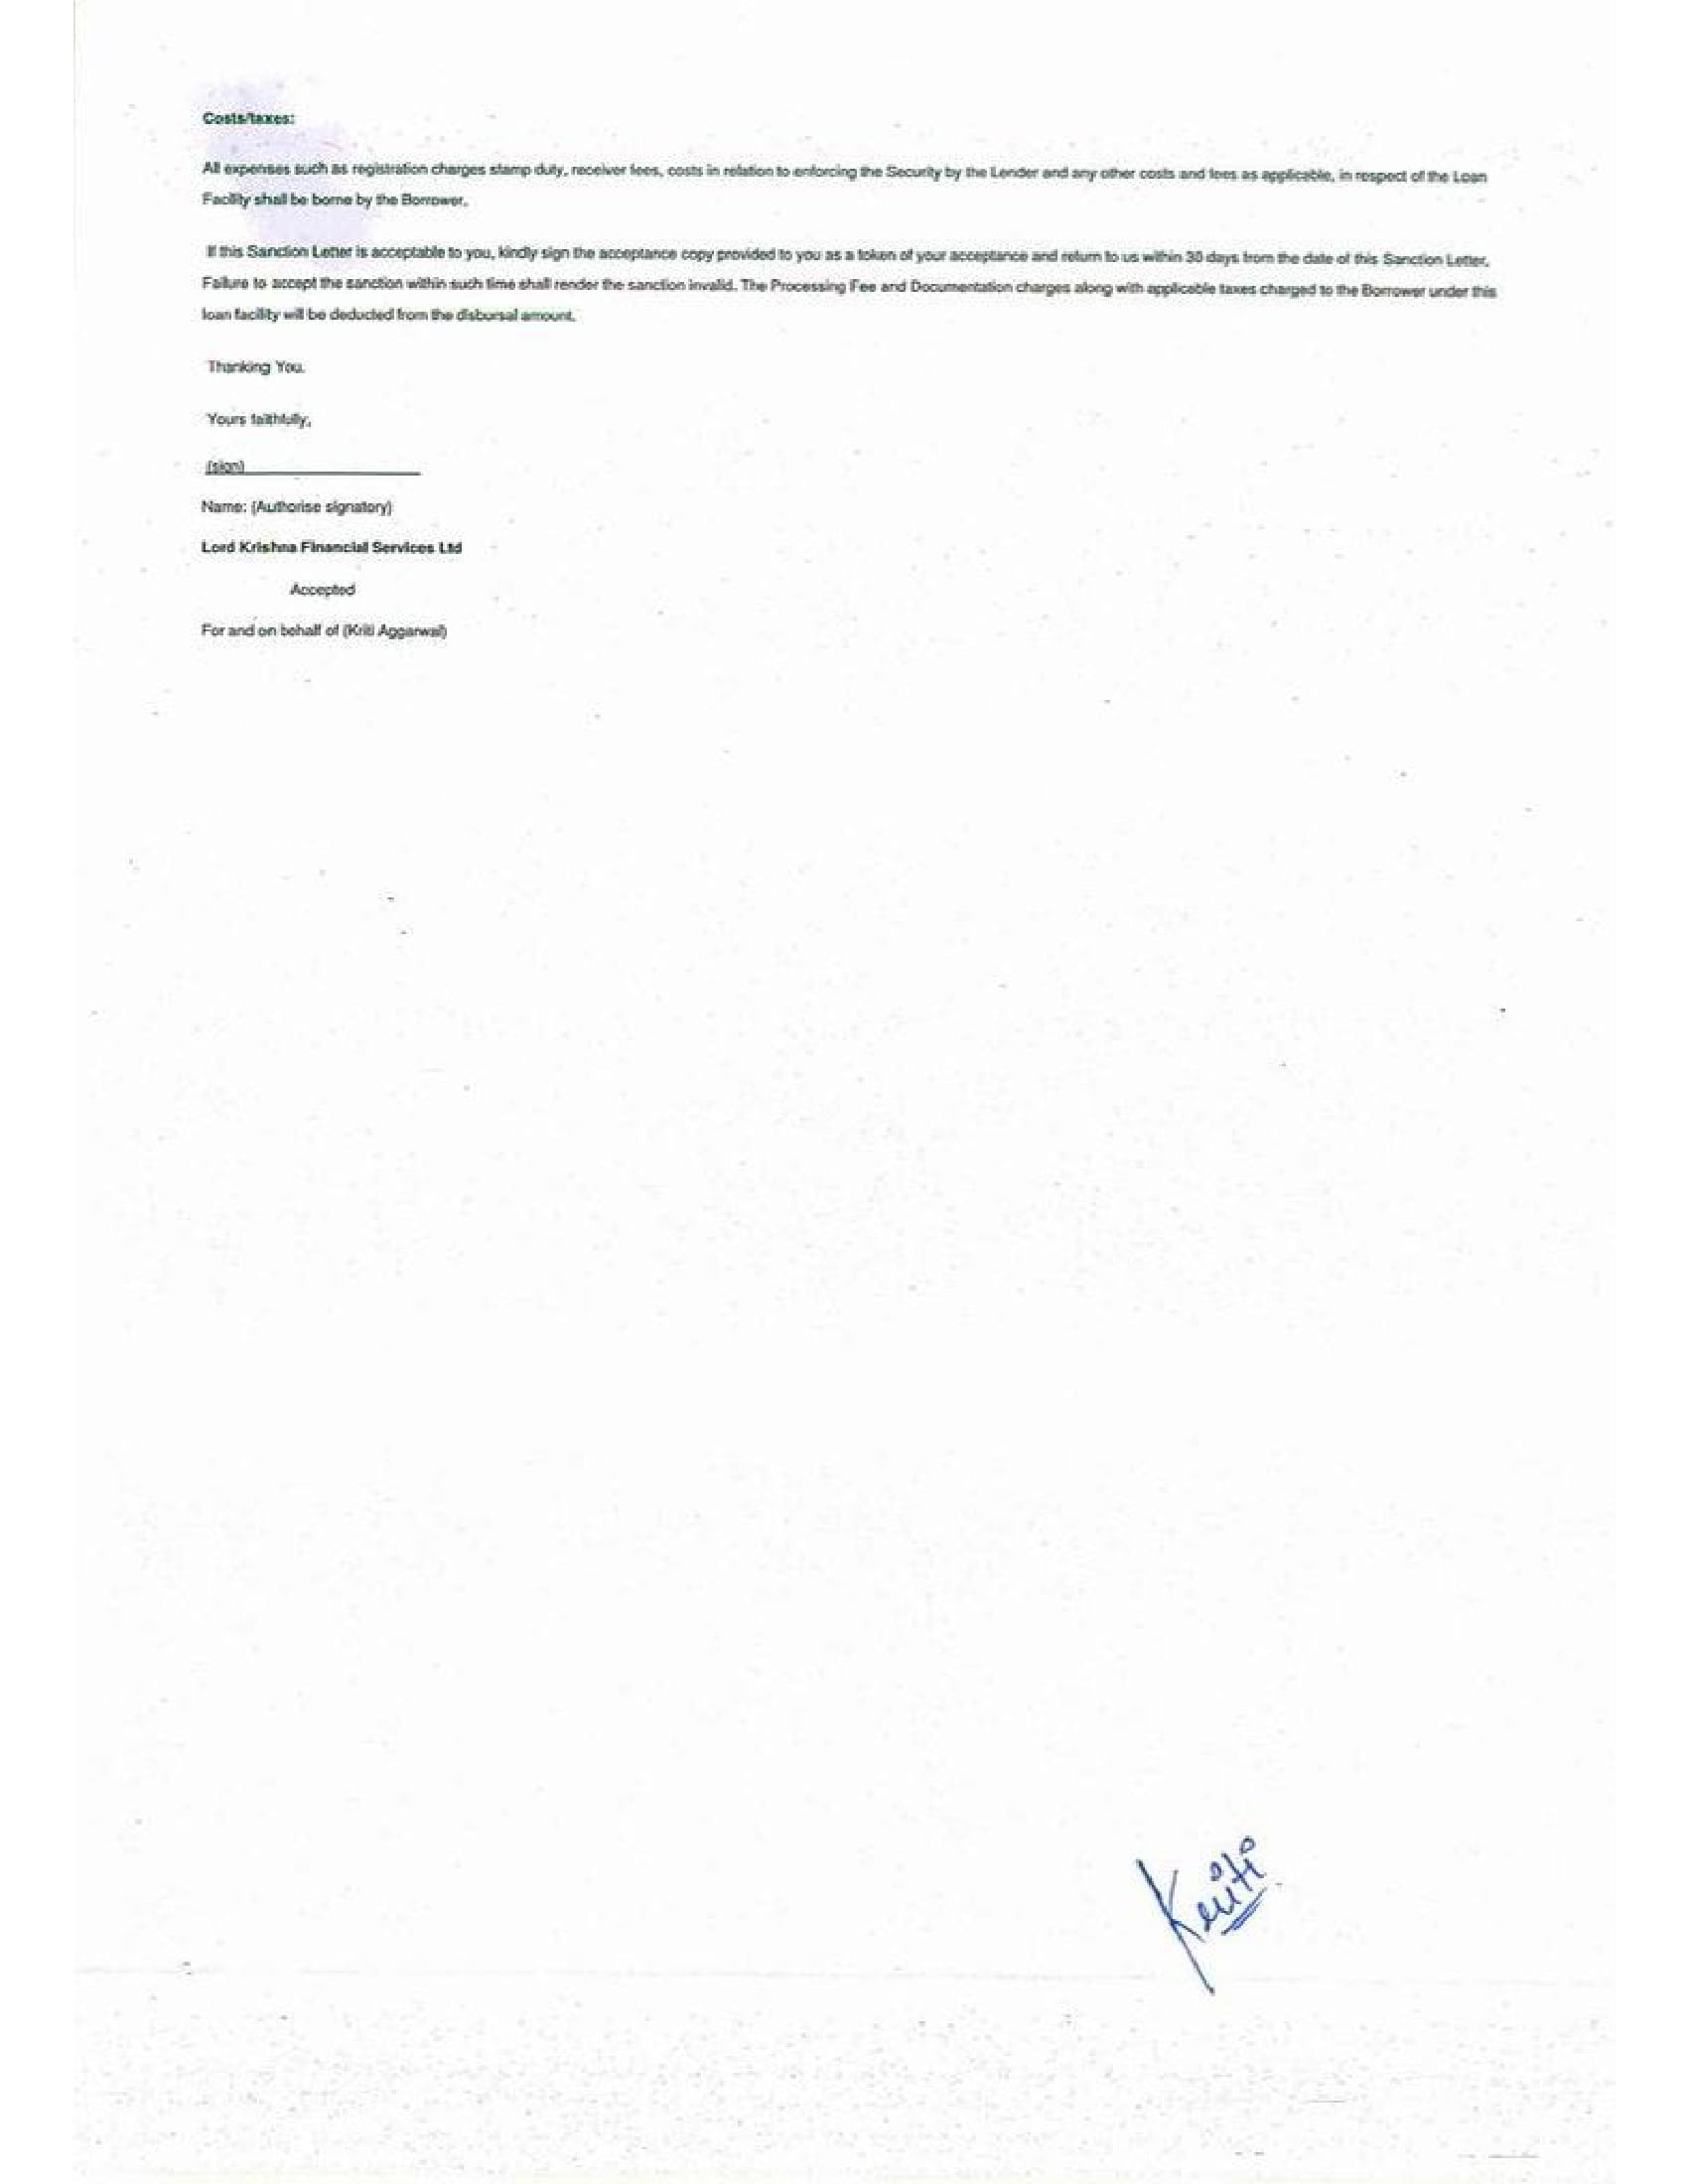 Costs/taxes:
All expenses such as registration charges stamp duty, receiver fees, costs in relation to enforcing the Security by the Lender and any other costs and fees as applicable, in respect of the Loan
Facility shall be borne by the Borrower.
If this Sanction Letter is acceptable to you, kindly sign the acceptance copy provided to you as a token of your acceptance and return to us within 30 days from the date of this Sanction Letter.
Failure to accept the sanction within such time shall render the sanction invalid. The Processing Fee and Documentation charges along with applicable taxes charged to the Borrower under this
loan facility will be deducted from the disbursal amount.
Thanking You.
Yours faithfully,
(sign)
Name: (Authorise signatory)
Lord Krishna Financial Services Ltd
Accepted
For and on behalf of (Kriti Aggarwal)
Kriti